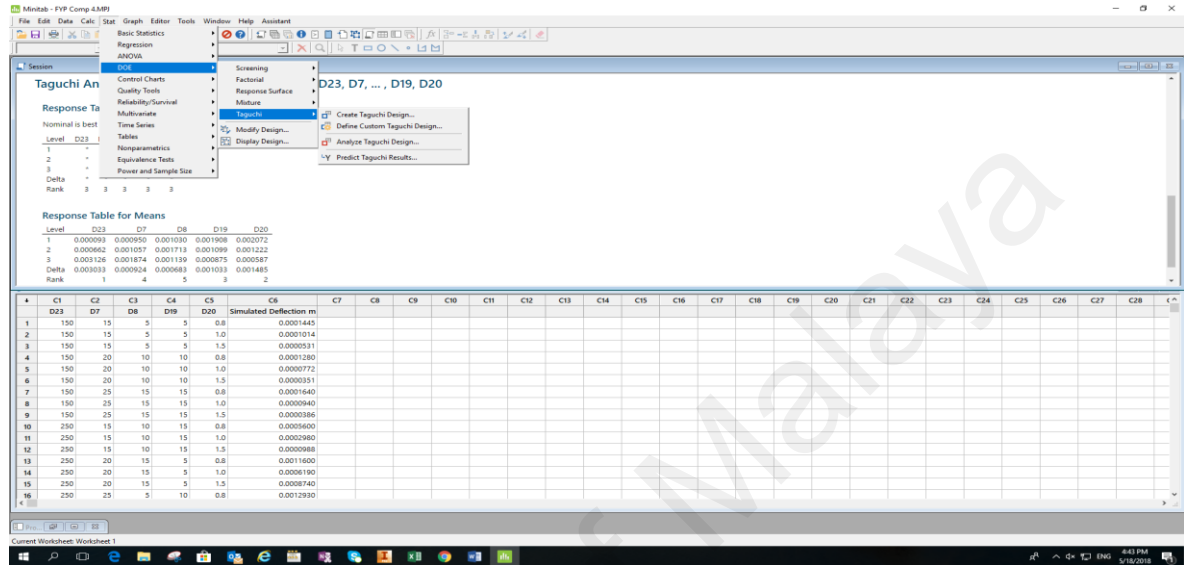 Minitab - FYP Comp 4.MPJ
File Edit Data Calc Stat Graph Editor Tools Window Help Assistant
Basic Statistics
Regression
ANOVA
DOE
Control Charts
Quality Tools
Reliability/Survival
Multivariate
Time Series
Tables
Nonparametrics
Equivalence Tests
Power and Sample Size
Screening
Factorial
Response Surface
Mixture
Taguchi
Modify Design...
Display Design...
Create Taguchi Design...
Define Custom Taguchi Design...
Analyze Taguchi Design...
Predict Taguchi Results...
Session
Taguchi An D23, D7, ... , D19, D20
Response Ta
Nominal is best
Level D23
1 *
2 *
3 *
Delta
Rank 3 3 3 3 3
Response Table for Means
Level D23 D7 D8 D19 D20
1 0.000093 0.000950 0.001030 0.001908 0.002072
2 0.000662 0.001057 0.001713 0.001099 0.001222
3 0.003126 0.001874 0.001139 0.000875 0.000587
Delta 0.003033 0.000924 0.000683 0.001033 0.001485
Rank 1 4 5 3 2
C1 C2 C3 C4 C5 C6 C7 C8 C9 C10 C11 C12 C13 C14 C15 C16 C17 C18 C19 C20 C21 C22 C23 C24 C25 C26 C27 C28
D23 D7 D8 D19 D20 Simulated Deflection m
1 150 15 5 5 0.8 0.0001445
2 150 15 5 5 1.0 0.0001014
3 150 15 5 5 1.5 0.0000531
4 150 20 10 10 0.8 0.0001280
5 150 20 10 10 1.0 0.0000772
6 150 20 10 10 1.5 0.0000351
7 150 25 15 15 0.8 0.0001640
8 150 25 15 15 1.0 0.0000940
9 150 25 15 15 1.5 0.0000386
10 250 15 10 15 0.8 0.0005600
11 250 15 10 15 1.0 0.0002980
12 250 15 10 15 1.5 0.0000988
13 250 20 15 5 0.8 0.0011600
14 250 20 15 5 1.0 0.0006190
15 250 20 15 5 1.5 0.0008740
16 250 25 5 10 0.8 0.0012930
Pro...
Current Worksheet: Worksheet 1
ENG
4:43 PM
5/18/2018
of Malaya